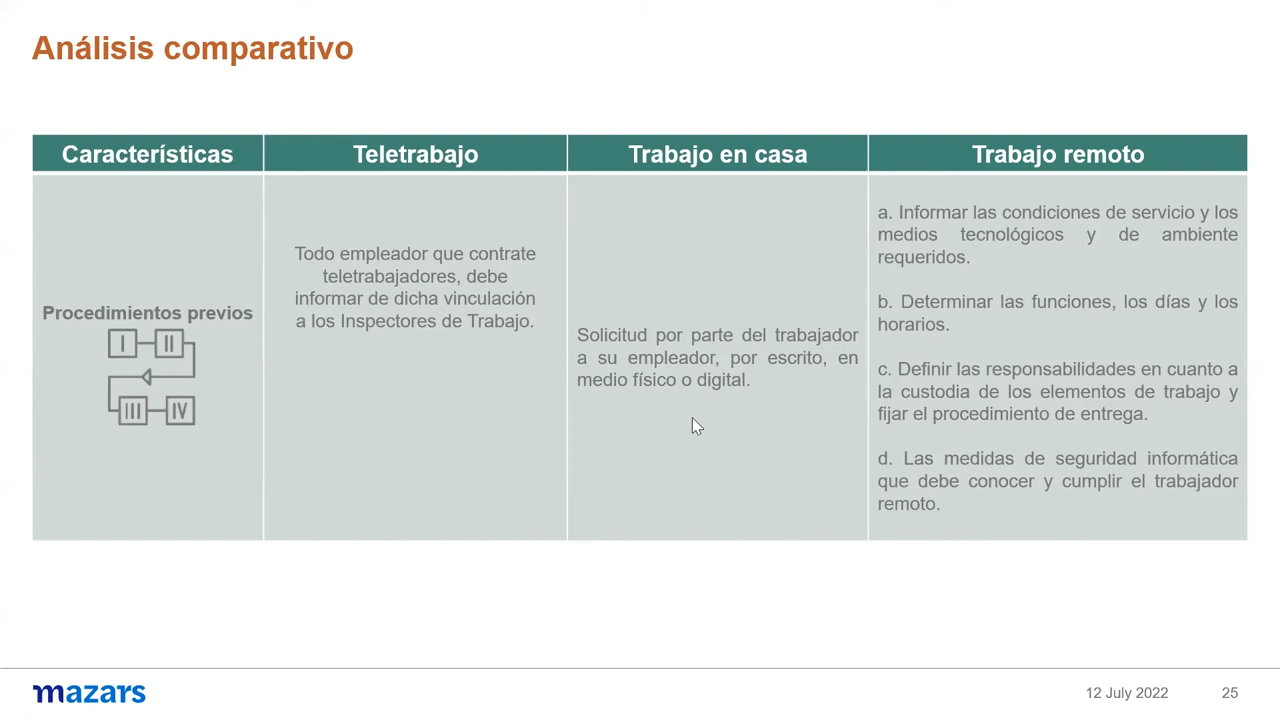 Análisis comparativo
Características
Teletrabajo
Trabajo en casa
Trabajo remoto
Procedimientos previos
I
II
III
IV
Todo empleador que contrate
teletrabajadores, debe
informar de dicha vinculación
a los Inspectores de Trabajo.
Solicitud por parte del trabajador
a su empleador, por escrito, en
medio físico o digital.
a. Informar las condiciones de servicio y los
medios tecnológicos y de ambiente
requeridos.
b. Determinar las funciones, los días y los
horarios.
c. Definir las responsabilidades en cuanto a
la custodia de los elementos de trabajo y
fijar el procedimiento de entrega.
d. Las medidas de seguridad informática
que debe conocer y cumplir el trabajador
remoto.
mazars
12 July 2022
25